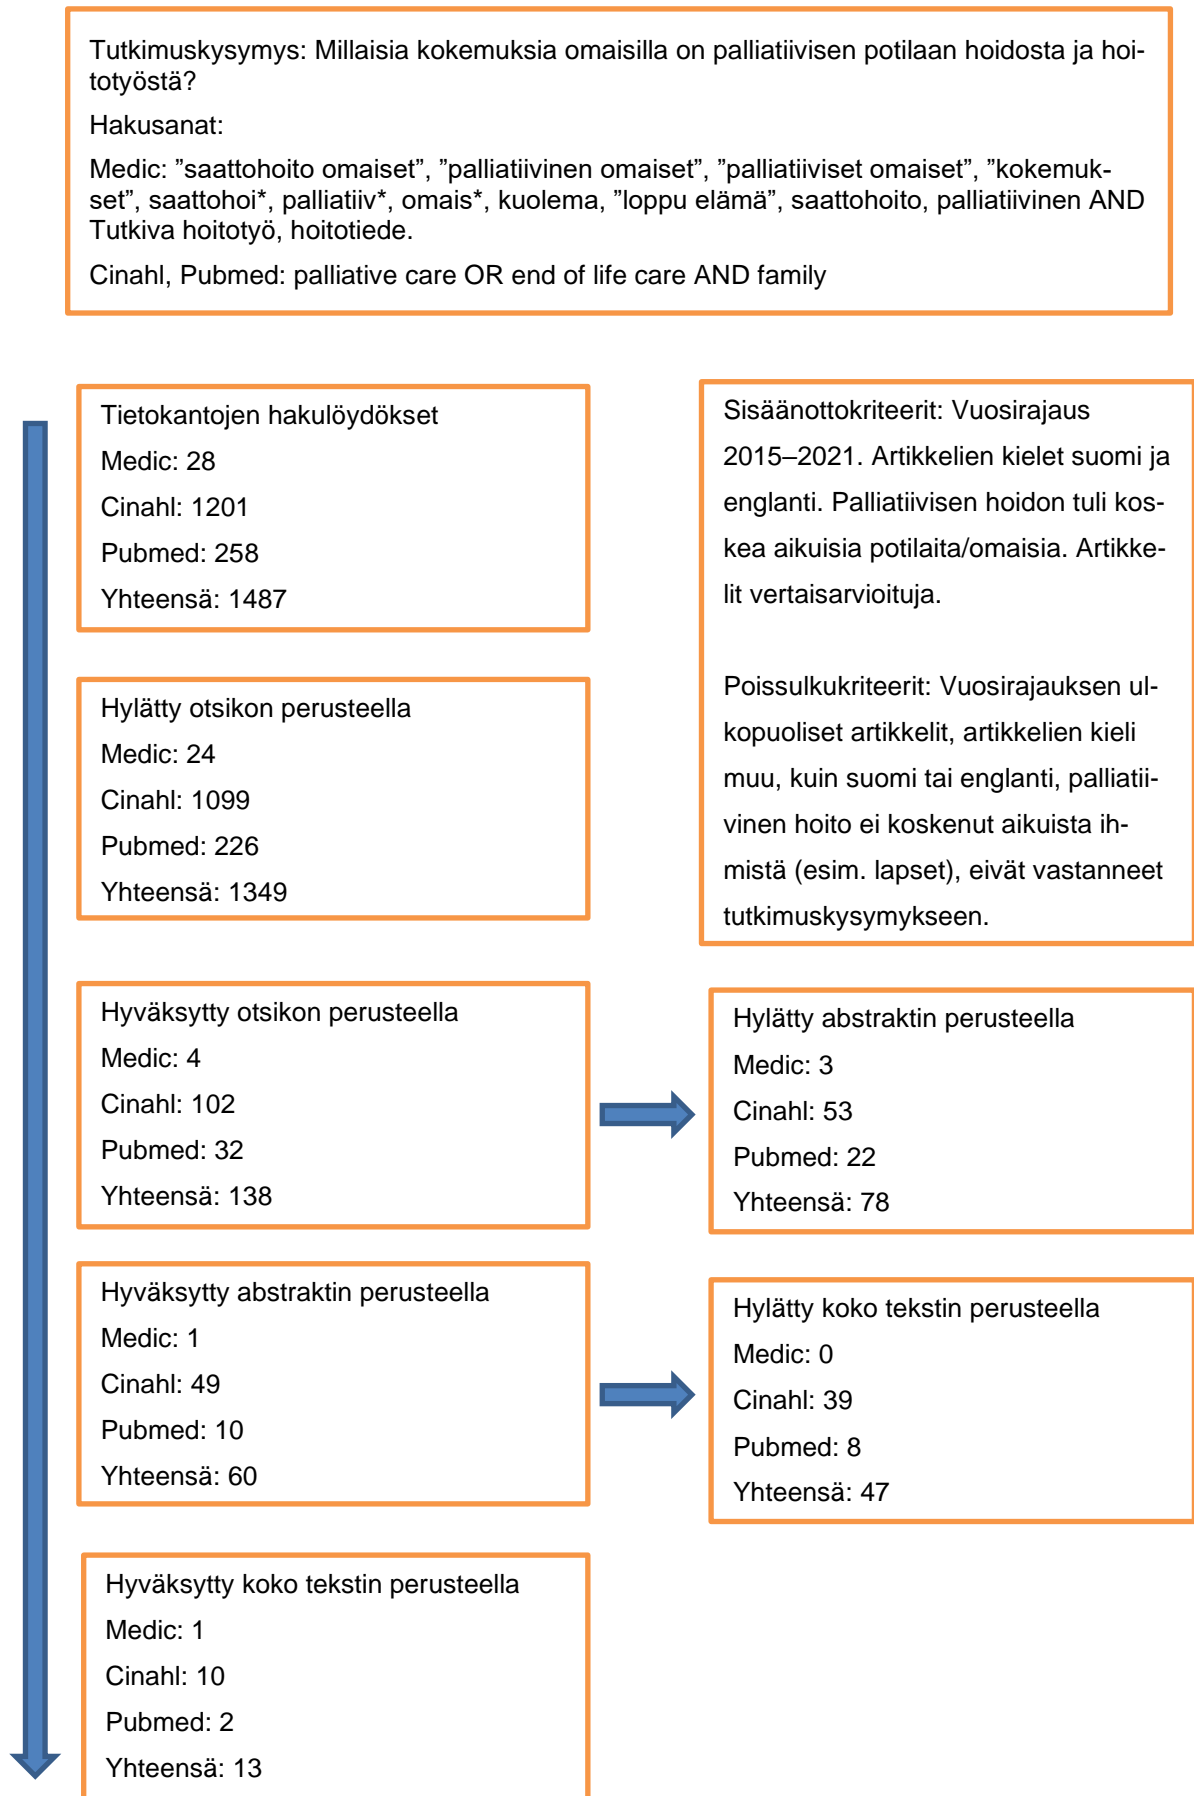 Tutkimuskysymys: Millaisia kokemuksia omaisilla on palliatiivisen potilaan hoidosta ja hoi-
totyöstä?
Hakusanat:
Medic: ”saattohoito omaiset”, ”palliatiivinen omaiset”, ”palliatiiviset omaiset”, ”kokemuk-
set”, saattohoi*, palliatiiv*, omais*, kuolema, ”loppu elämä”, saattohoito, palliatiivinen AND
Tutkiva hoitotyö, hoitotiede.
Cinahl, Pubmed: palliative care OR end of life care AND family
Tietokantojen hakulöydökset
Medic: 28
Cinahl: 1201
Pubmed: 258
Yhteensä: 1487
Sisäänottokriteerit: Vuosirajaus
2015–2021. Artikkelien kielet suomi ja
englanti. Palliatiivisen hoidon tuli kos-
kea aikuisia potilaita/omaisia. Artikke-
lit vertaisarvioituja.
Poissulkukriteerit: Vuosirajauksen ul-
kopuoliset artikkelit, artikkelien kieli
muu, kuin suomi tai englanti, palliatii-
vinen hoito ei koskenut aikuista ih-
mistä (esim. lapset), eivät vastanneet
tutkimuskysymykseen.
Hylätty otsikon perusteella
Medic: 24
Cinahl: 1099
Pubmed: 226
Yhteensä: 1349
Hyväksytty otsikon perusteella
Medic: 4
Cinahl: 102
Pubmed: 32
Yhteensä: 138
Hylätty abstraktin perusteella
Medic: 3
Cinahl: 53
Pubmed: 22
Yhteensä: 78
Hyväksytty abstraktin perusteella
Medic: 1
Cinahl: 49
Pubmed: 10
Yhteensä: 60
Hylätty koko tekstin perusteella
Medic: 0
Cinahl: 39
Pubmed: 8
Yhteensä: 47
Hyväksytty koko tekstin perusteella
Medic: 1
Cinahl: 10
Pubmed: 2
Yhteensä: 13